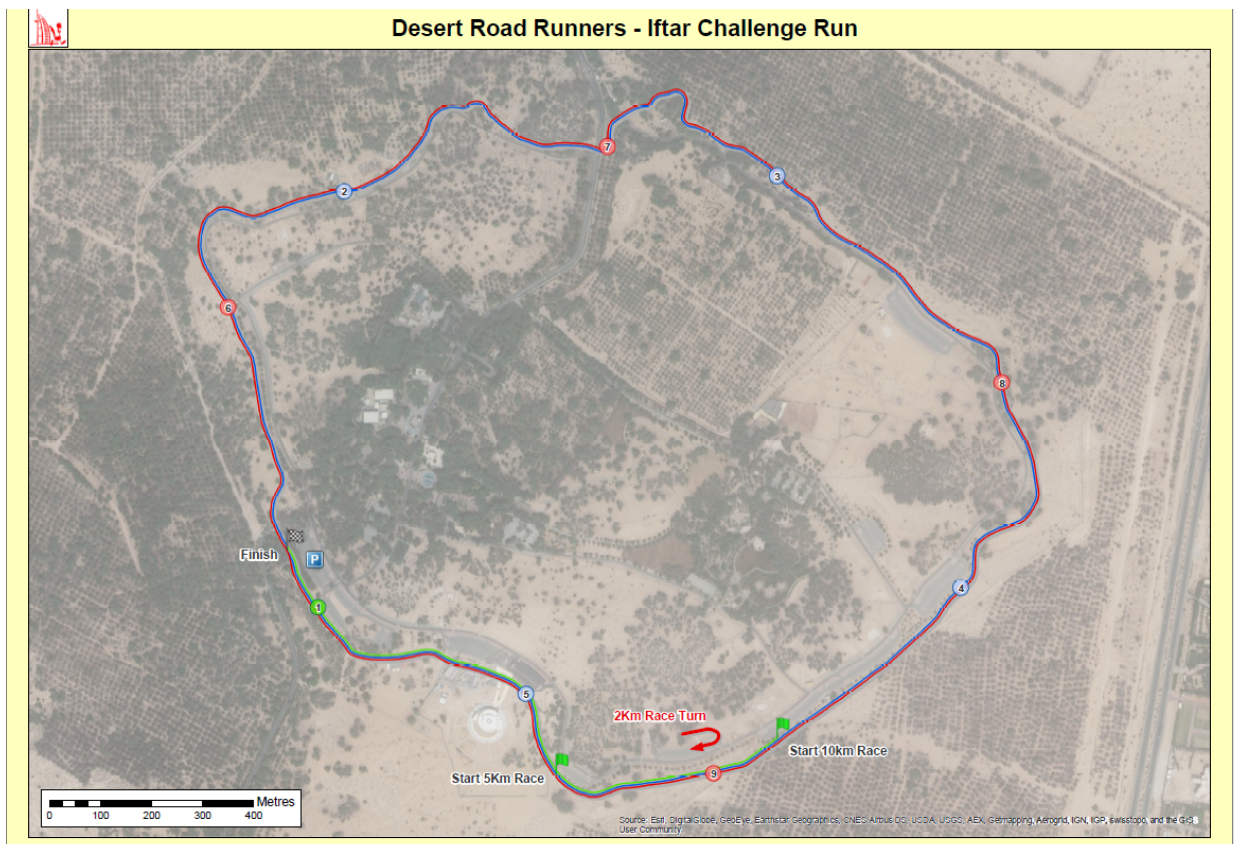 Desert Road Runners - Iftar Challenge Run
7
3
2
6
8
Finish
P
1
4
5
2Km Race Turn
Start 10km Race
9
Start 5Km Race
Metres
0 100 200 300 400
Source: Esri, DigitalGlobe, GeoEye, Earthstar Geographics, CNES/Airbus DS, USDA, USGS, AEX, Getmapping, Aerogrid, IGN, IGP, swisstopo, and the GIS
User Community